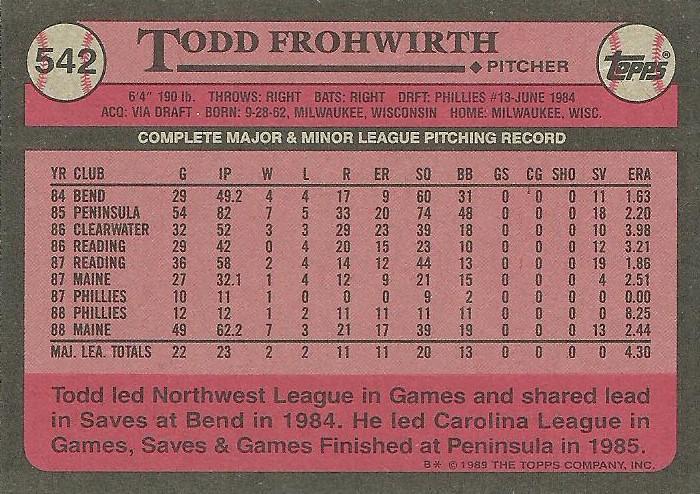 542
TODD FROHWIRTH
PITCHER
TOPPS®
6'4" 190 lb. THROWS: RIGHT BATS: RIGHT DRFT: PHILLIES #13-JUNE 1984
ACQ: VIA DRAFT - BORN: 9-28-62, MILWAUKEE, WISCONSIN HOME: MILWAUKEE, WISC.
COMPLETE MAJOR & MINOR LEAGUE PITCHING RECORD
YR CLUB G IP W L R ER SO BB GS CG SHO SV ERA
84 BEND 29 49.2 4 4 17 9 60 31 0 0 0 11 1.63
85 PENINSULA 54 82 7 5 33 20 74 48 0 0 0 18 2.20
86 CLEARWATER 32 52 3 3 29 23 39 18 0 0 0 10 3.98
86 READING 29 42 0 4 20 15 23 10 0 0 0 12 3.21
87 READING 36 58 2 4 14 12 44 13 0 0 0 19 1.86
87 MAINE 27 32.1 1 4 12 9 21 15 0 0 0 4 2.51
87 PHILLIES 10 11 1 0 0 0 9 2 0 0 0 0 0.00
88 PHILLIES 12 12 1 2 11 11 11 11 0 0 0 0 8.25
88 MAINE 49 62.2 7 3 21 17 39 19 0 0 0 13 2.44
MAJ. LEA. TOTALS 22 23 2 2 11 11 20 13 0 0 0 0 4.30
Todd led Northwest League in Games and shared lead
in Saves at Bend in 1984. He led Carolina League in
Games, Saves & Games Finished at Peninsula in 1985.
B* © 1989 THE TOPPS COMPANY, INC.